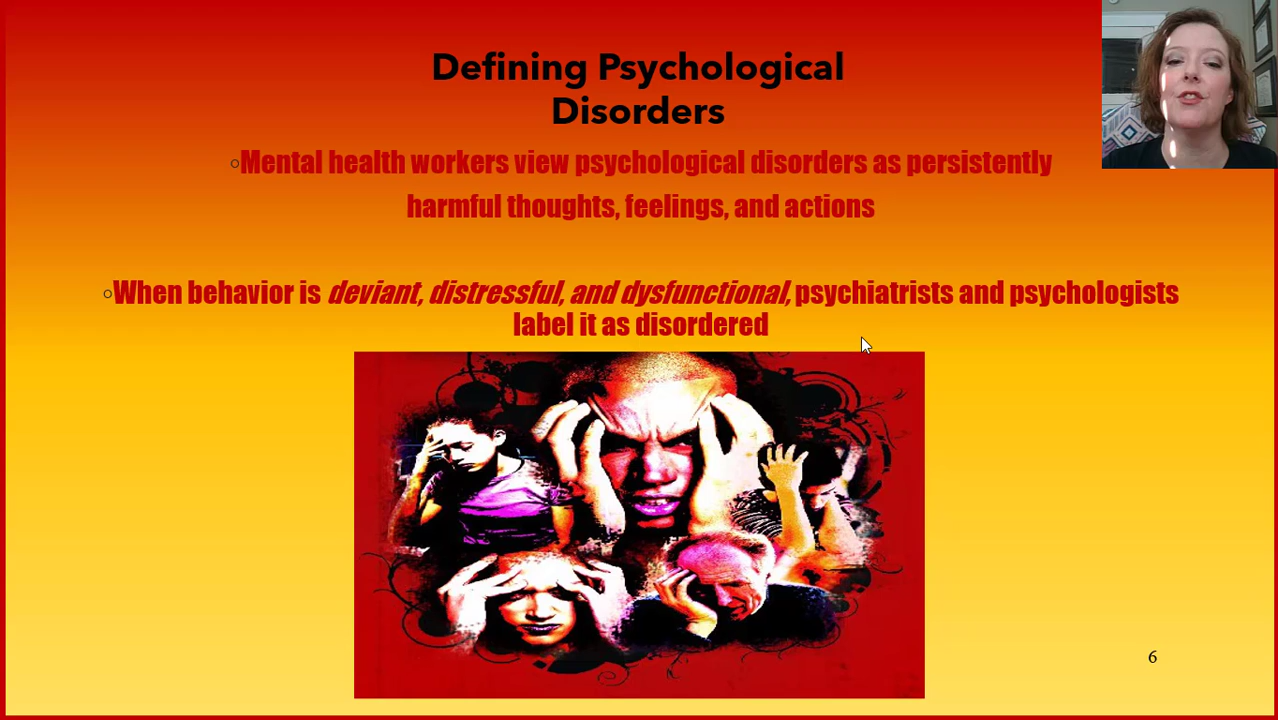 Defining Psychological
Disorders
Mental health workers view psychological disorders as persistently
harmful thoughts, feelings, and actions
When behavior is deviant, distressful, and dysfunctional, psychiatrists and psychologists
label it as disordered
6